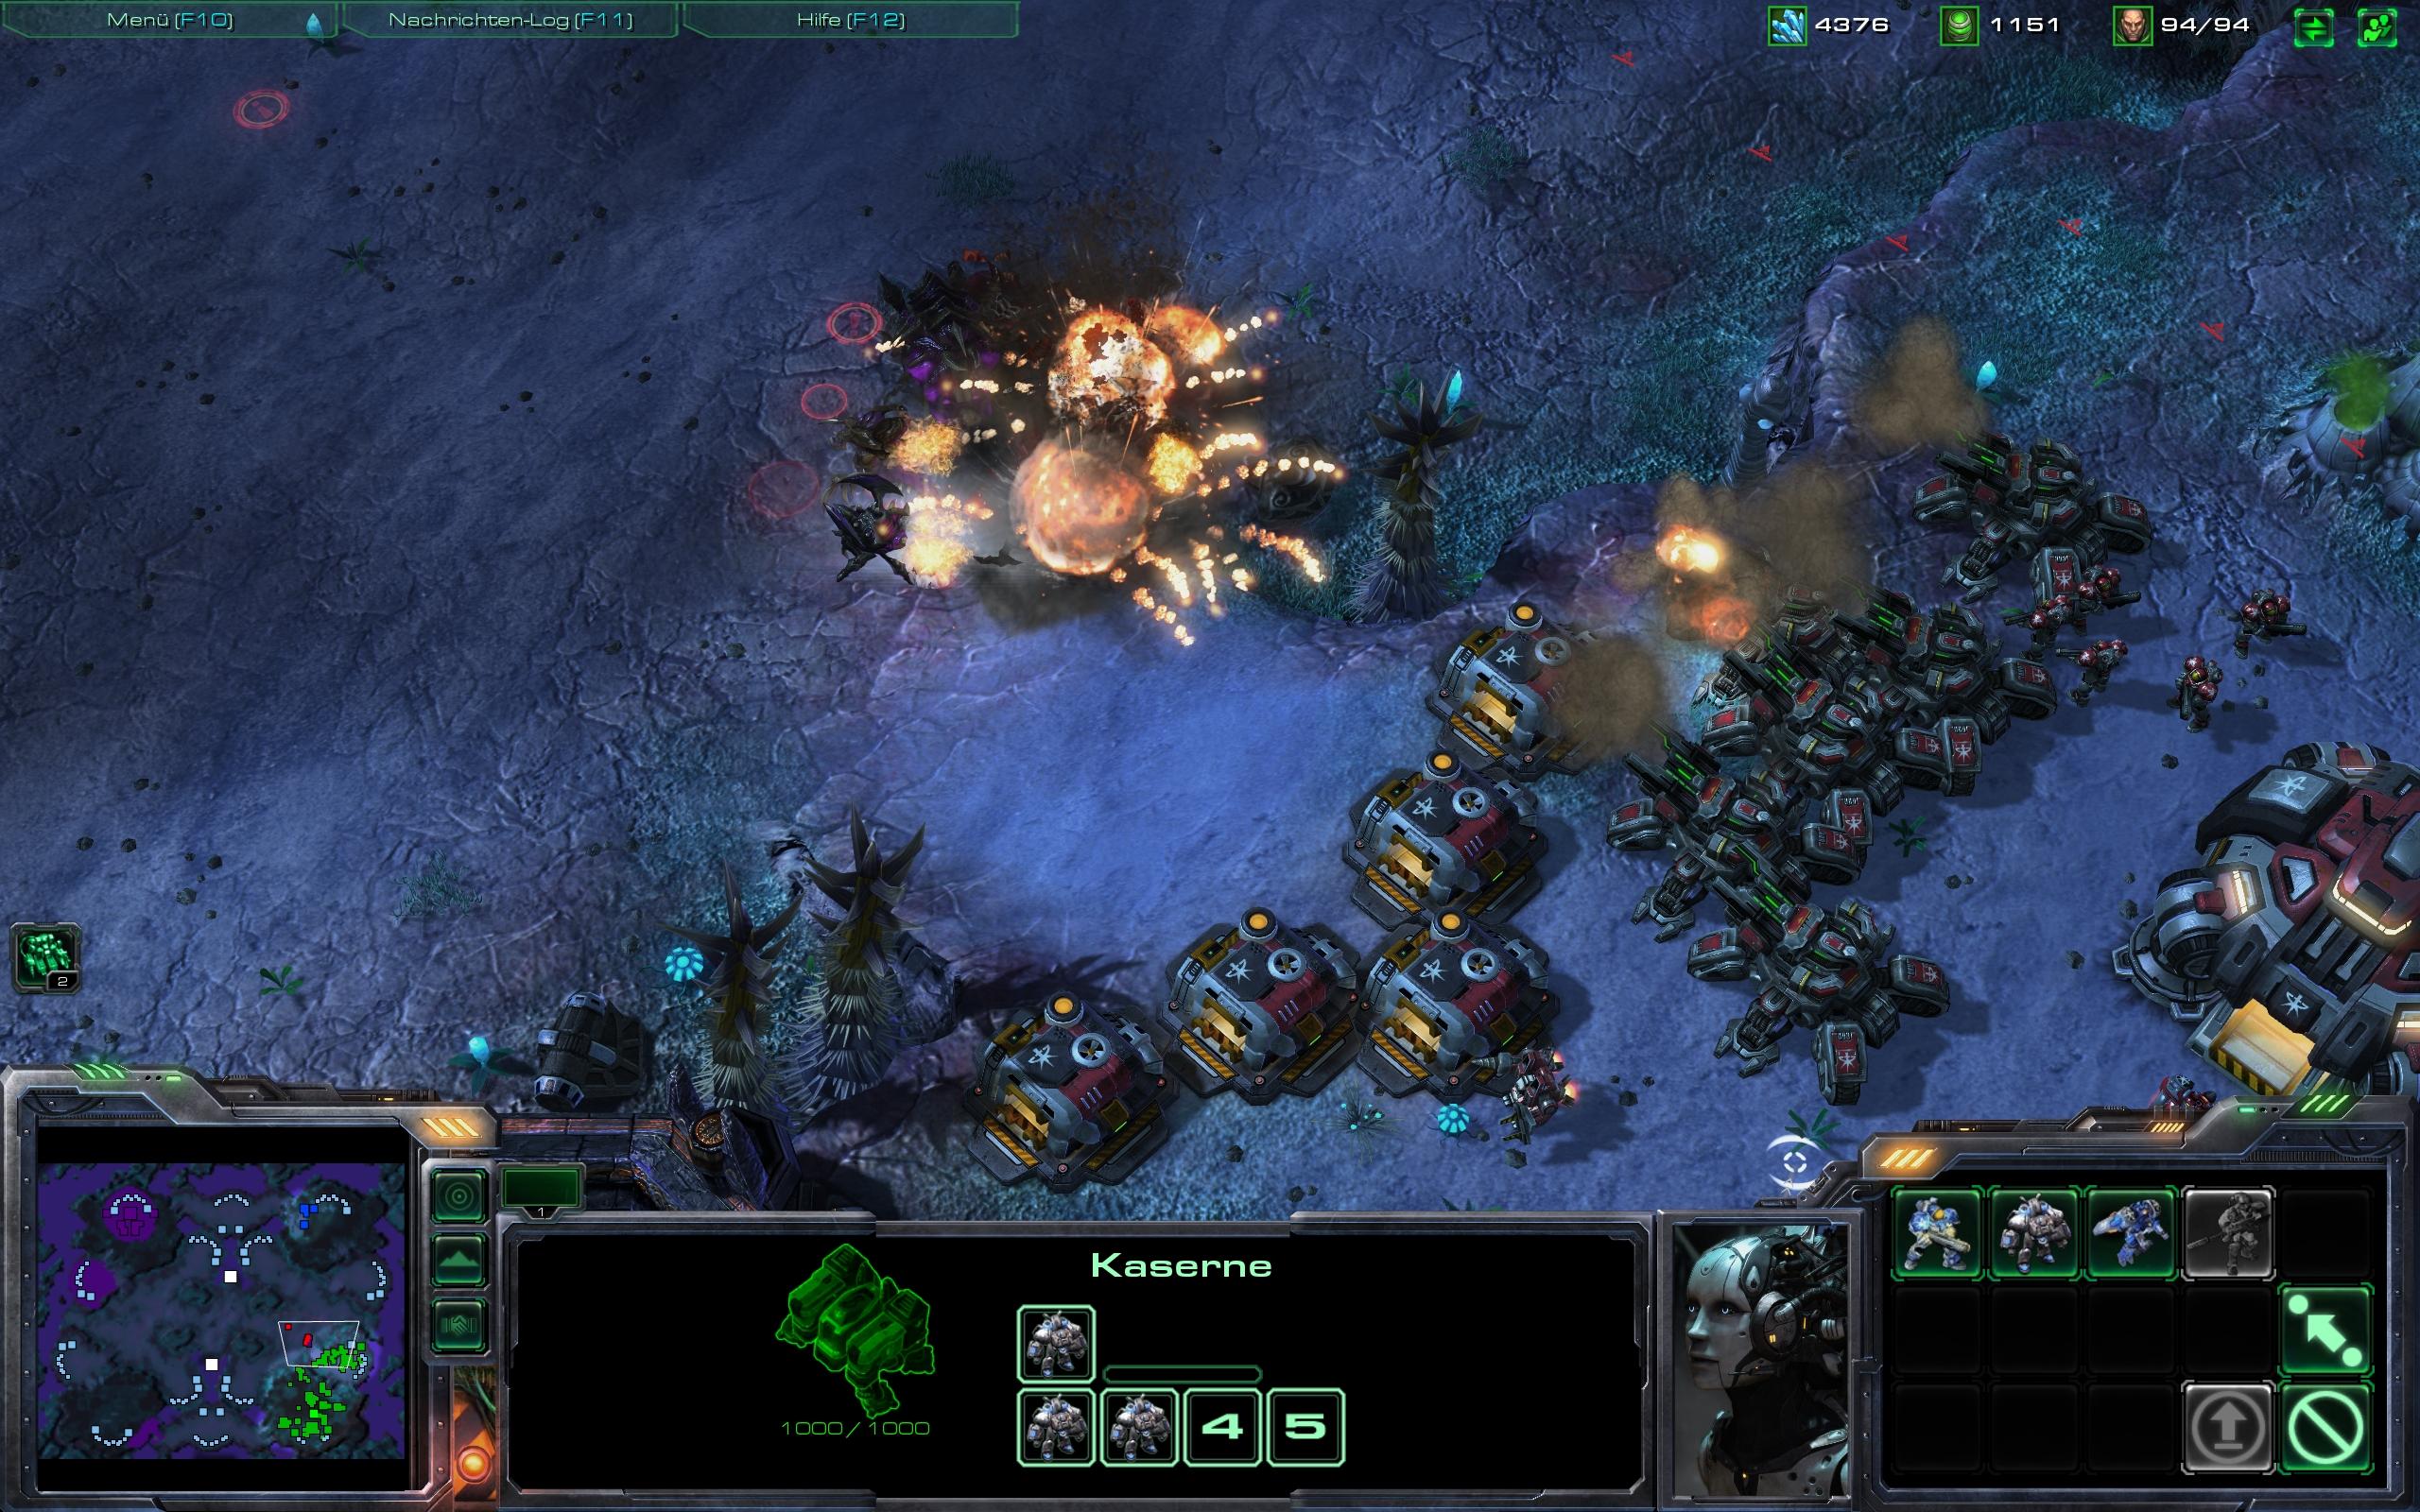 Menü (F10)
Nachrichten-Log (F11)
Hilfe (F12)
4376
1151
94/94
2
1
Kaserne
1000 / 1000
4
5